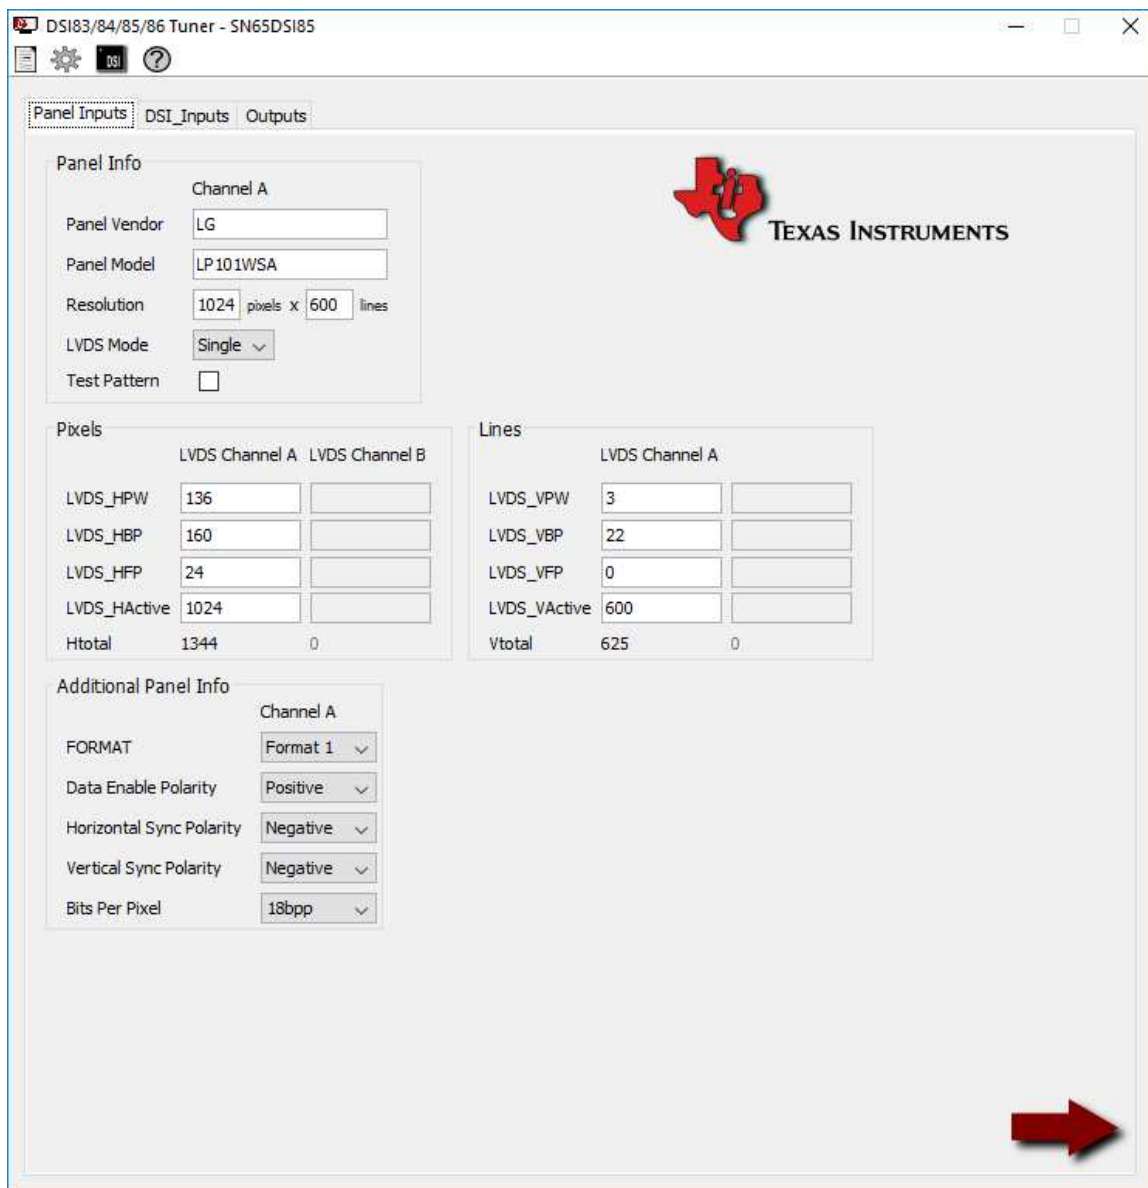 DSI83/84/85/86 Tuner - SN65DSI85
DSI
Panel Inputs DSI_Inputs Outputs
Panel Info
Channel A
Panel Vendor LG
Panel Model LP101WSA
Resolution 1024 pixels x 600 lines
LVDS Mode Single
Test Pattern
TEXAS INSTRUMENTS
Pixels
LVDS Channel A LVDS Channel B
LVDS_HPW 136
LVDS_HBP 160
LVDS_HFP 24
LVDS_HActive 1024
Htotal 1344 0
Lines
LVDS Channel A
LVDS_VPW 3
LVDS_VBP 22
LVDS_VFP 0
LVDS_VActive 600
Vtotal 625 0
Additional Panel Info
Channel A
FORMAT Format 1
Data Enable Polarity Positive
Horizontal Sync Polarity Negative
Vertical Sync Polarity Negative
Bits Per Pixel 18bpp